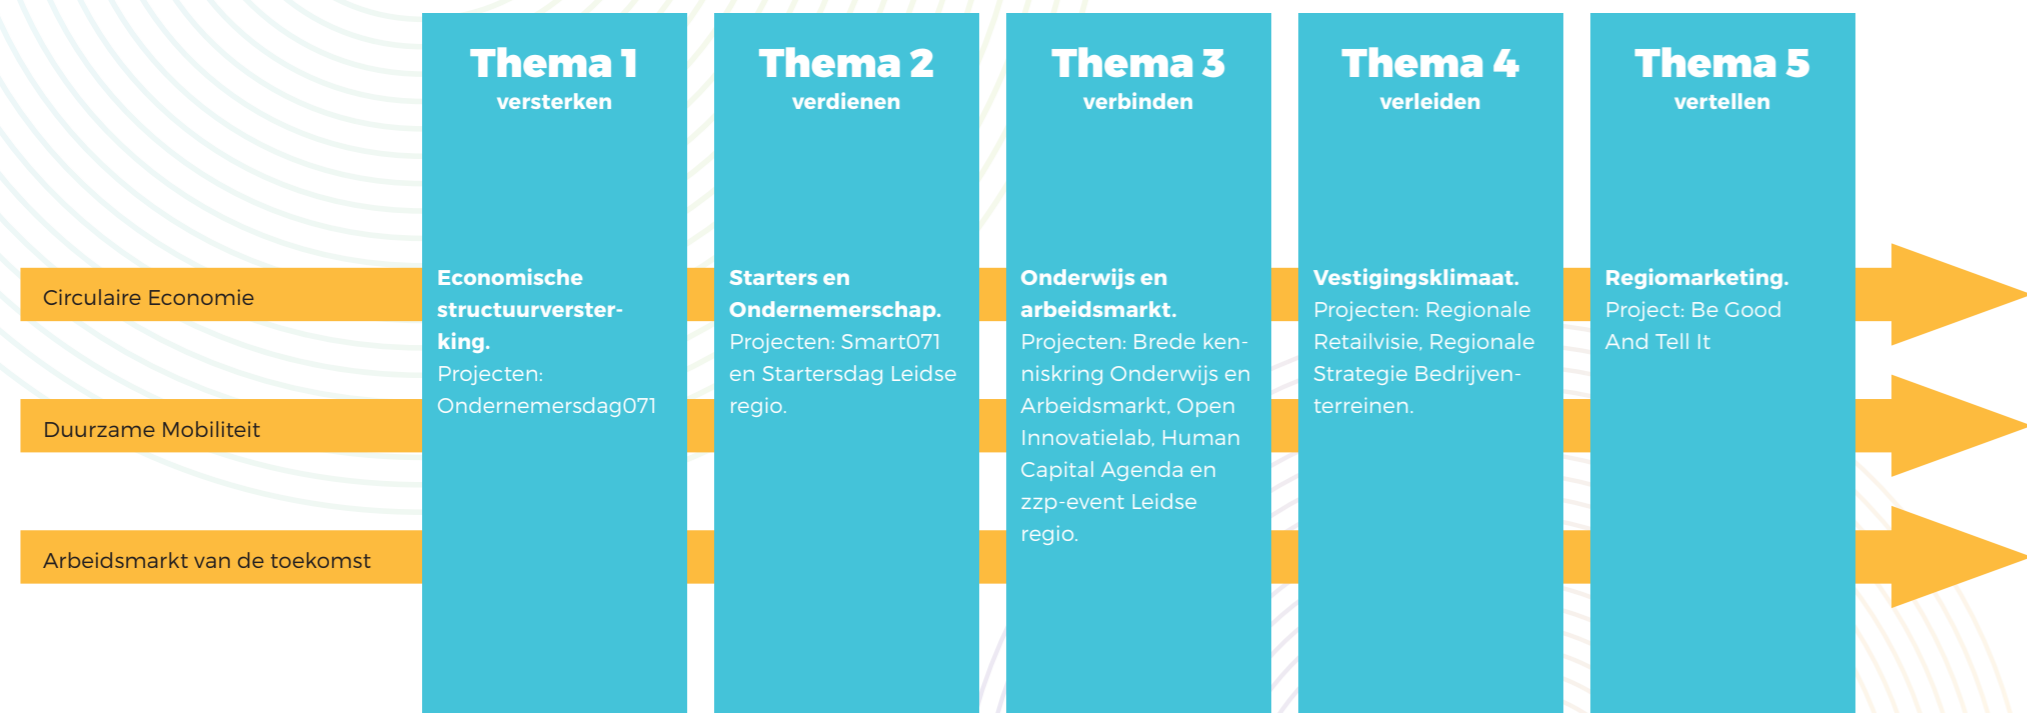 Thema 1
versterken
Economische
structuurverster-
king.
Projecten:
Ondernemersdag071
Thema 2
verdienen
Starters en
Ondernemerschap.
Projecten: Smart071
en Startersdag Leidse
regio.
Thema 3
verbinden
Onderwijs en
arbeidsmarkt.
Projecten: Brede ken-
niskring Onderwijs en
Arbeidsmarkt, Open
Innovatielab, Human
Capital Agenda en
zzp-event Leidse
regio.
Thema 4
verleiden
Vestigingsklimaat.
Projecten: Regionale
Retailvisie, Regionale
Strategie Bedrijven-
terreinen.
Thema 5
vertellen
Regiomarketing.
Project: Be Good
And Tell It
Circulaire Economie
Duurzame Mobiliteit
Arbeidsmarkt van de toekomst